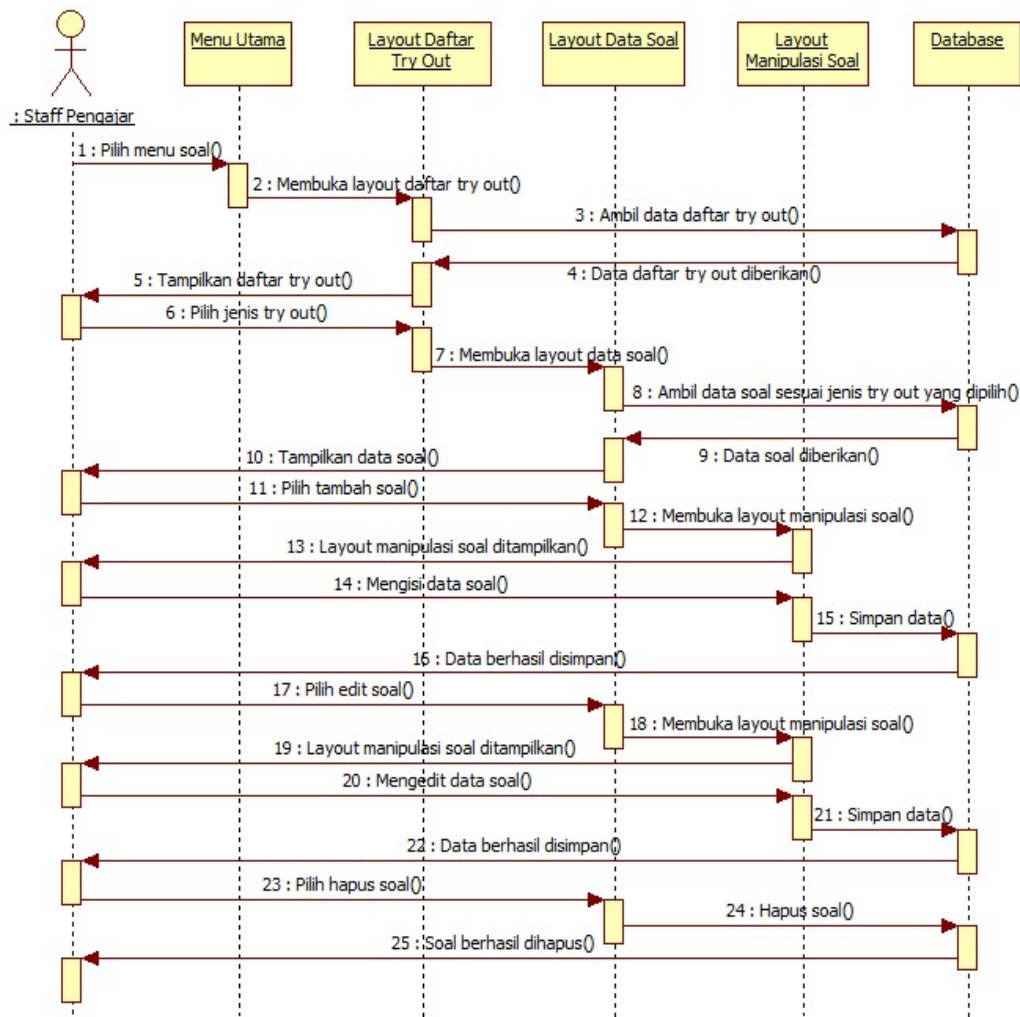 Menu Utama
Layout Daftar
Try Out
Layout Data Soal
Layout
Manipulasi Soal
Database
: Staff Pengajar
1 : Pilih menu soal()
2 : Membuka layout daftar try out()
3 : Ambil data daftar try out()
4 : Data daftar try out diberikan()
5 : Tampilkan daftar try out()
6 : Pilih jenis try out()
7 : Membuka layout data soal()
8 : Ambil data soal sesuai jenis try out yang dipilih()
9 : Data soal diberikan()
10 : Tampilkan data soal()
11 : Pilih tambah soal()
12 : Membuka layout manipulasi soal()
13 : Layout manipulasi soal ditampilkan()
14 : Mengisi data soal()
15 : Simpan data()
16 : Data berhasil disimpan()
17 : Pilih edit soal()
18 : Membuka layout manipulasi soal()
19 : Layout manipulasi soal ditampilkan()
20 : Mengedit data soal()
21 : Simpan data()
22 : Data berhasil disimpan()
23 : Pilih hapus soal()
24 : Hapus soal()
25 : Soal berhasil dihapus()